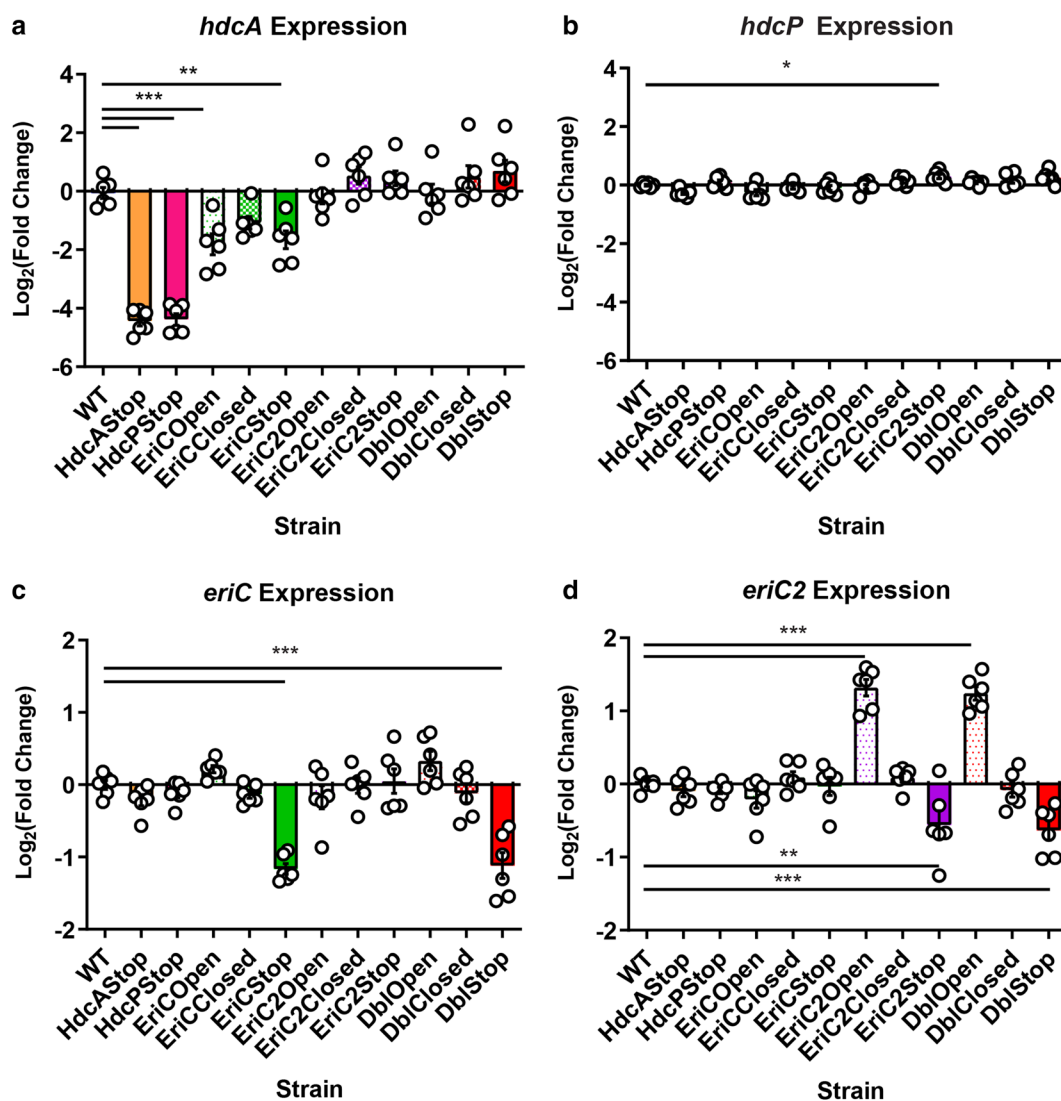 a
hdcA Expression
Log2(Fold Change)
4
2
0
-2
-4
-6
**
***
WT
HdcAStop
HdcPStop
EriCOpen
EriCClosed
EriCStop
EriC2Open
EriC2Closed
EriC2Stop
DblOpen
DblClosed
DblStop
Strain
b
hdcP Expression
Log2(Fold Change)
4
2
0
-2
-4
-6
*
WT
HdcAStop
HdcPStop
EriCOpen
EriCClosed
EriCStop
EriC2Open
EriC2Closed
EriC2Stop
DblOpen
DblClosed
DblStop
Strain
c
eriC Expression
Log2(Fold Change)
2
1
0
-1
-2
***
WT
HdcAStop
HdcPStop
EriCOpen
EriCClosed
EriCStop
EriC2Open
EriC2Closed
EriC2Stop
DblOpen
DblClosed
DblStop
Strain
d
eriC2 Expression
Log2(Fold Change)
2
1
0
-1
-2
***
**
***
WT
HdcAStop
HdcPStop
EriCOpen
EriCClosed
EriCStop
EriC2Open
EriC2Closed
EriC2Stop
DblOpen
DblClosed
DblStop
Strain